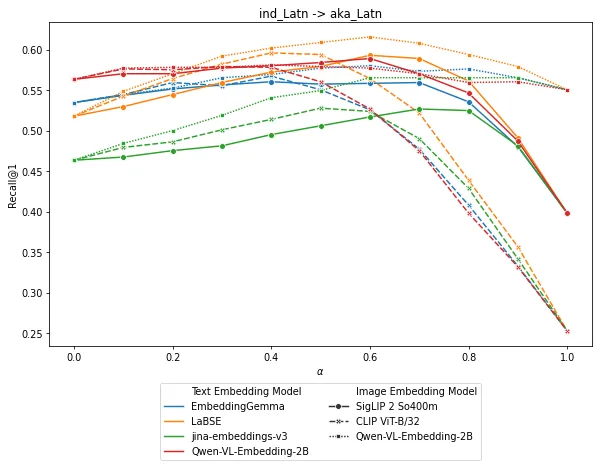 ind_Latn -> aka_Latn
Recall@1
0.60
0.55
0.50
0.45
0.40
0.35
0.30
0.25
0.0 0.2 0.4 0.6 0.8 1.0
α
Text Embedding Model Image Embedding Model
EmbeddingGemma SigLIP 2 So400m
LaBSE CLIP ViT-B/32
jina-embeddings-v3 Qwen-VL-Embedding-2B
Qwen-VL-Embedding-2B